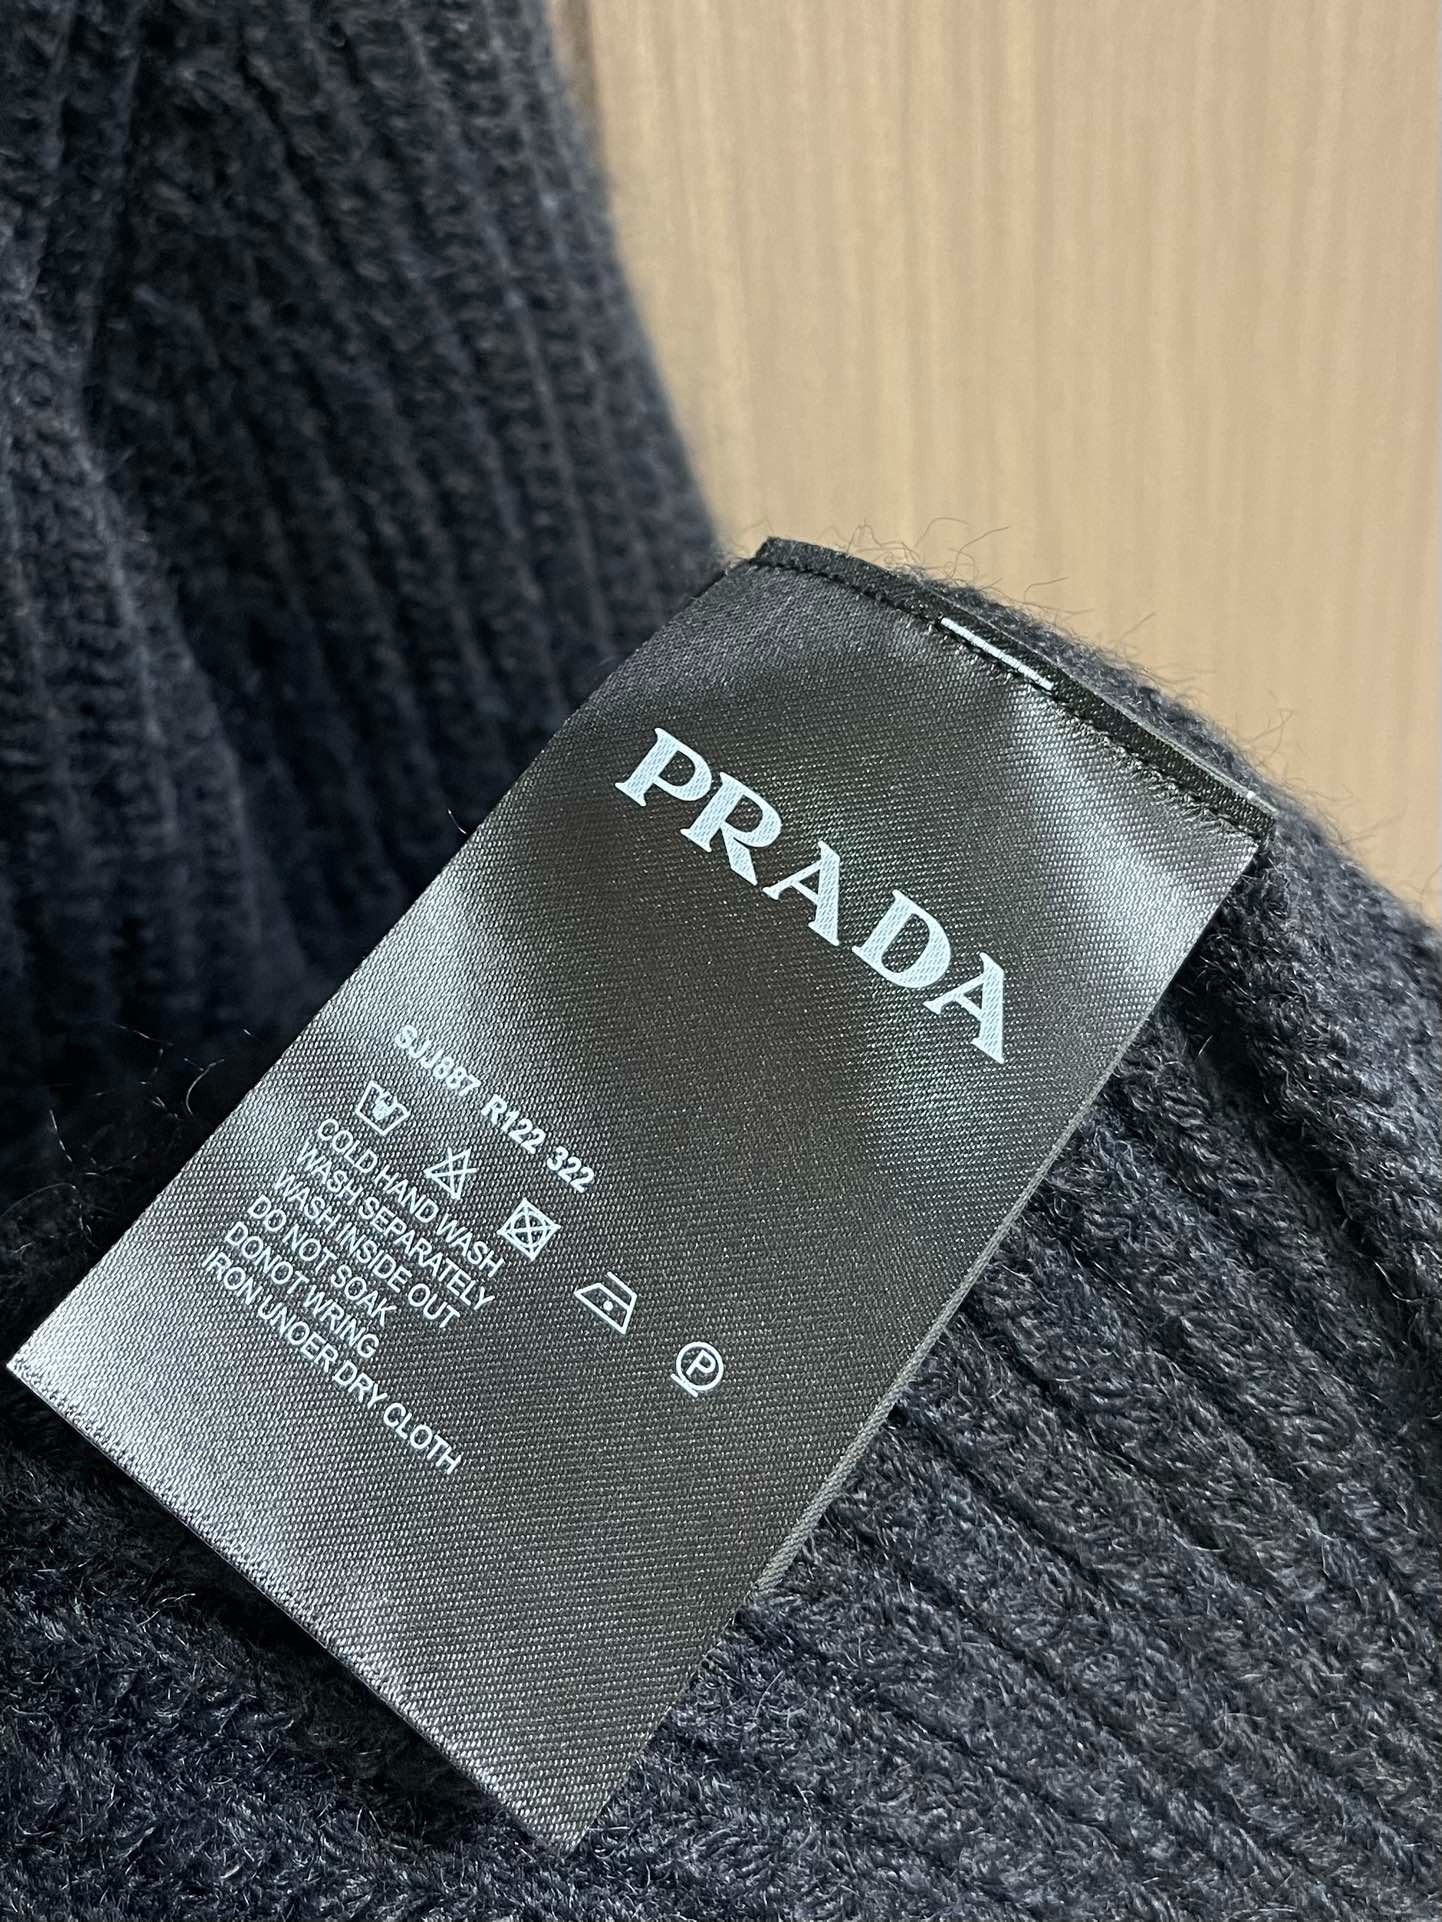 PRADA
SJJ887 R122 322
COLD HAND WASH
WASH SEPARATELY
WASH INSIDE OUT
DO NOT SOAK
DONOT WRING
IRON UNOER DRY CLOTH
P